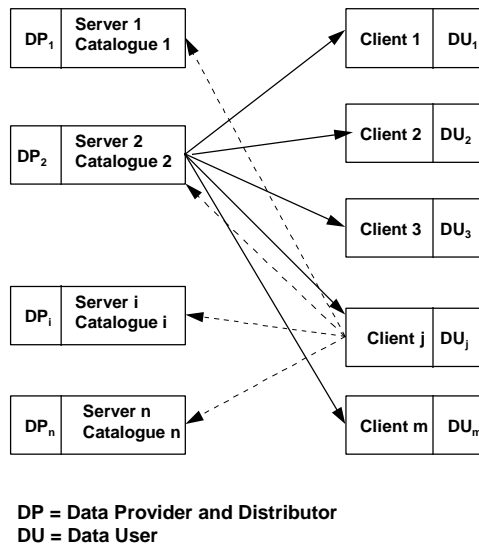 DP₁ Server 1
Catalogue 1
Client 1 DU₁
DP₂ Server 2
Catalogue 2
Client 2 DU₂
Client 3 DU₃
DPᵢ Server i
Catalogue i
Client j DUⱼ
DPₙ Server n
Catalogue n
Client m DUₘ
DP = Data Provider and Distributor
DU = Data User